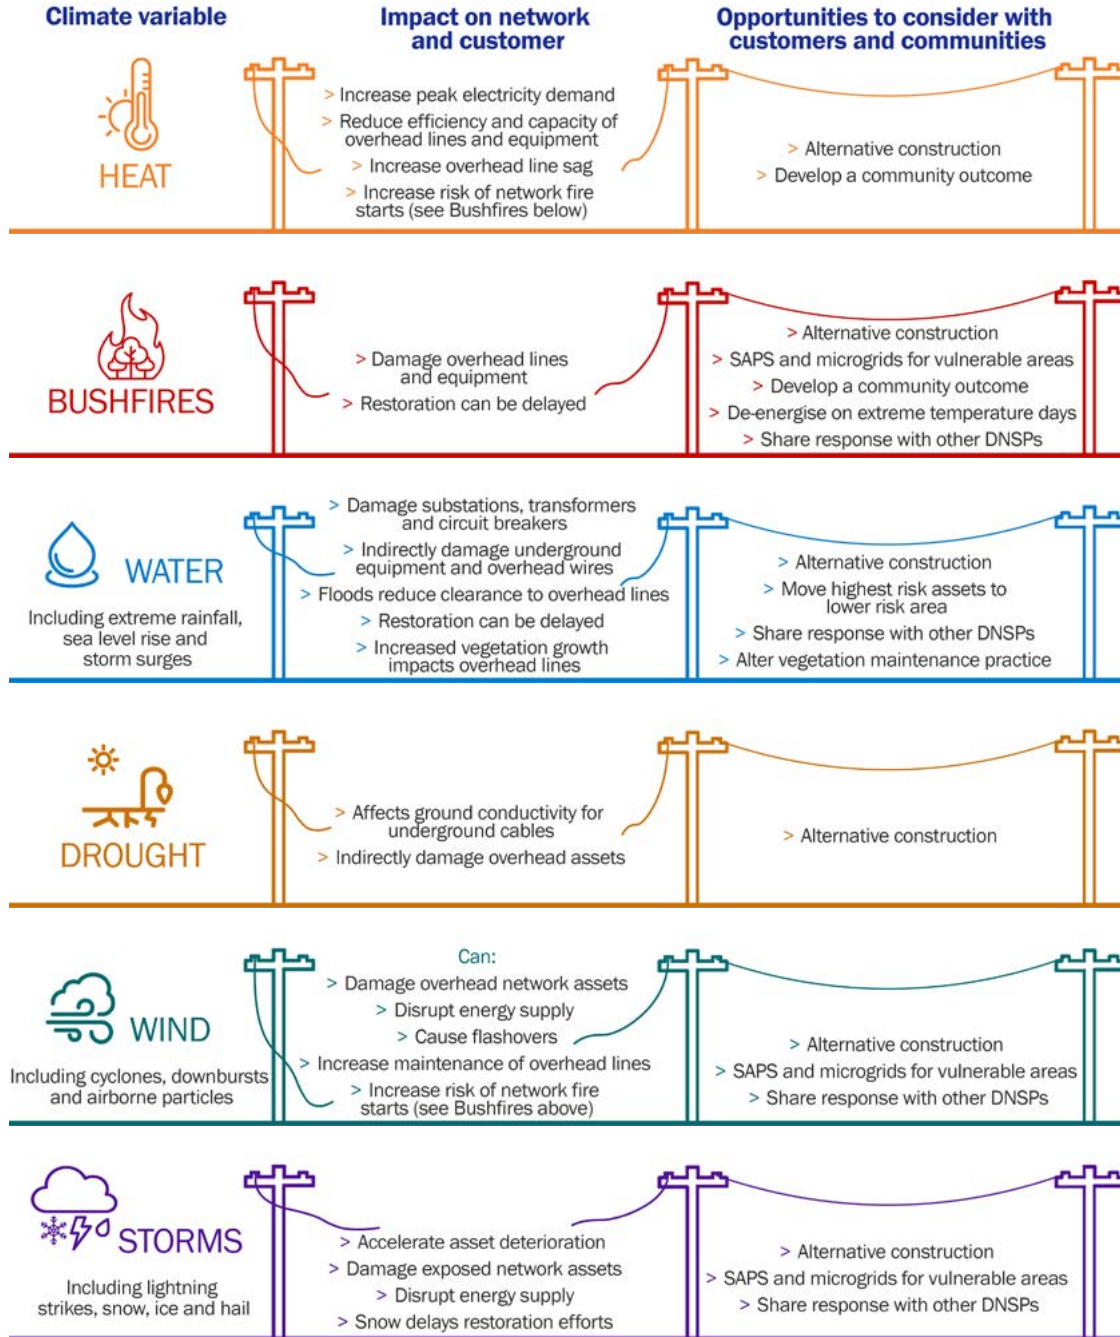 Climate variable
Impact on network
and customer
Opportunities to consider with
customers and communities
HEAT
> Increase peak electricity demand
> Reduce efficiency and capacity of
overhead lines and equipment
> Increase overhead line sag
> Increase risk of network fire
starts (see Bushfires below)
> Alternative construction
> Develop a community outcome
BUSHFIRES
> Damage overhead lines
and equipment
> Restoration can be delayed
> Alternative construction
> SAPS and microgrids for vulnerable areas
> Develop a community outcome
> De-energise on extreme temperature days
> Share response with other DNSPs
WATER
Including extreme rainfall,
sea level rise and
storm surges
> Damage substations, transformers
and circuit breakers
> Indirectly damage underground
equipment and overhead wires
> Floods reduce clearance to overhead lines
> Restoration can be delayed
> Increased vegetation growth
impacts overhead lines
> Alternative construction
> Move highest risk assets to
lower risk area
> Share response with other DNSPs
> Alter vegetation maintenance practice
DROUGHT
> Affects ground conductivity for
underground cables
> Indirectly damage overhead assets
> Alternative construction
WIND
Including cyclones, downbursts
and airborne particles
Can:
> Damage overhead network assets
> Disrupt energy supply
> Cause flashovers
> Increase maintenance of overhead lines
> Increase risk of network fire
starts (see Bushfires above)
> Alternative construction
> SAPS and microgrids for vulnerable areas
> Share response with other DNSPs
STORMS
Including lightning
strikes, snow, ice and hail
> Accelerate asset deterioration
> Damage exposed network assets
> Disrupt energy supply
> Snow delays restoration efforts
> Alternative construction
> SAPS and microgrids for vulnerable areas
> Share response with other DNSPs